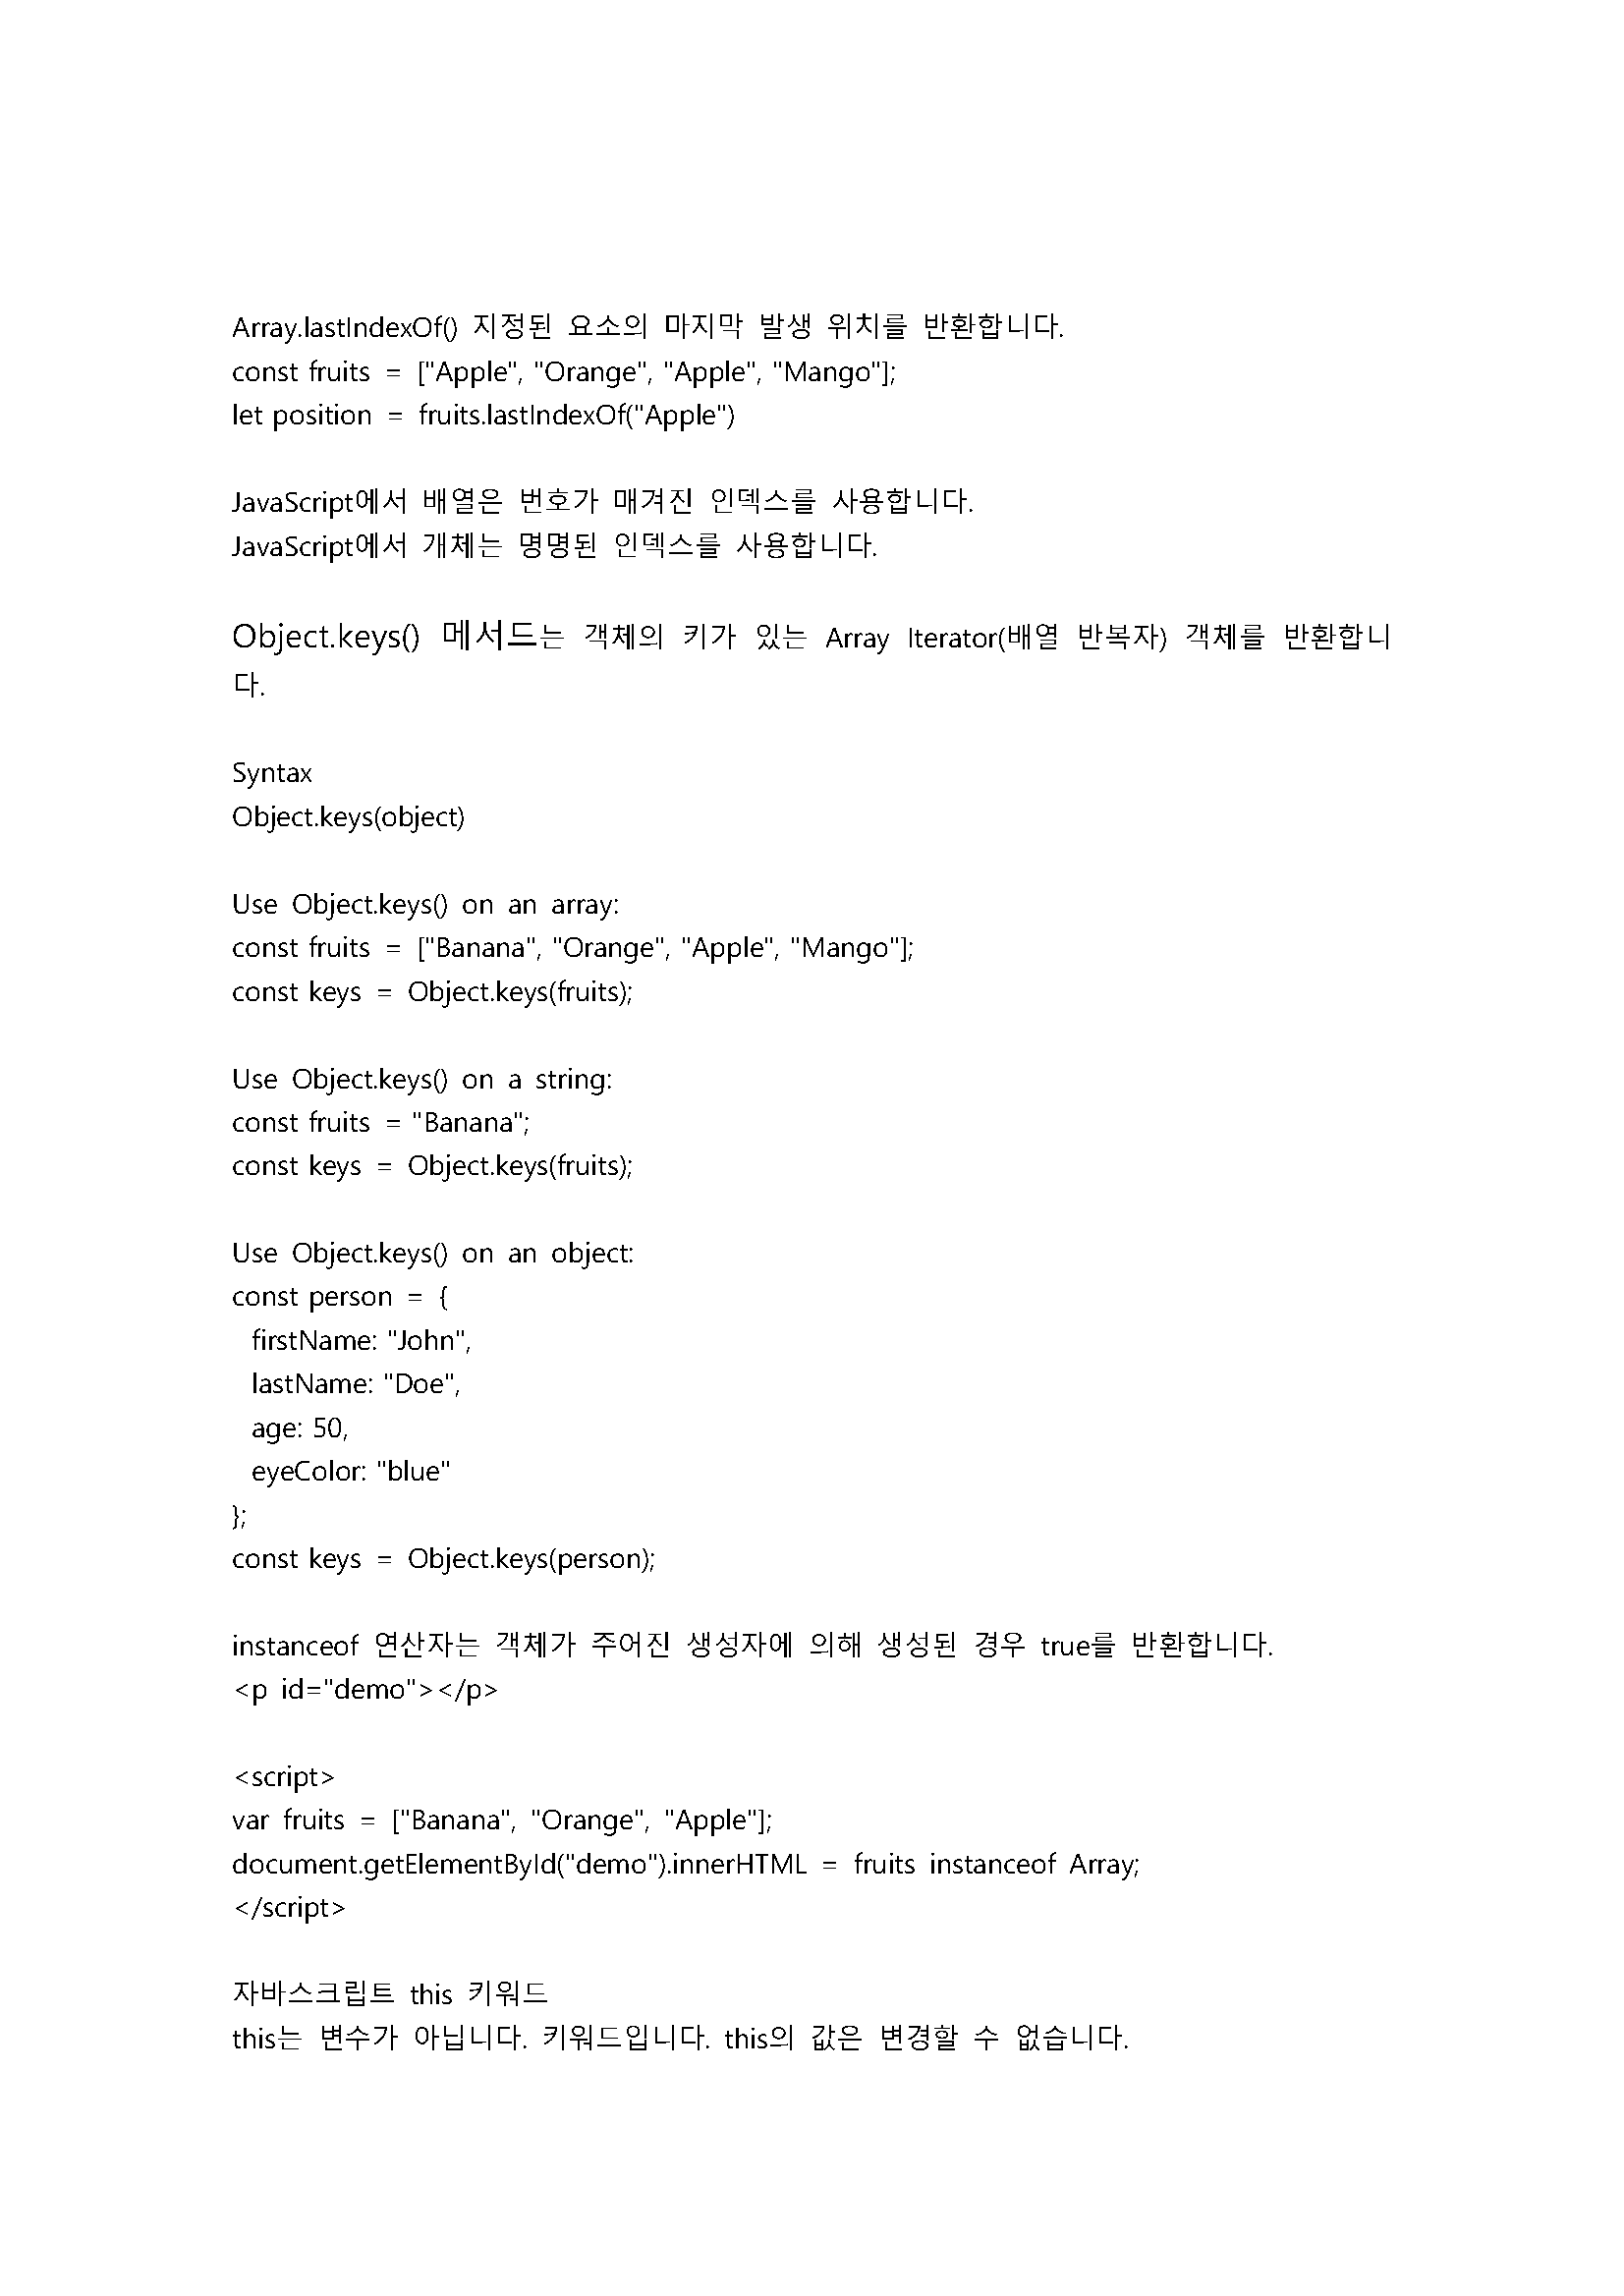 Array.lastIndexOf() 지정된 요소의 마지막 발생 위치를 반환합니다.
const fruits = ["Apple", "Orange", "Apple", "Mango"];
let position = fruits.lastIndexOf("Apple")
JavaScript에서 배열은 번호가 매겨진 인덱스를 사용합니다.
JavaScript에서 개체는 명명된 인덱스를 사용합니다.
Object.keys() 메서드는 객체의 키가 있는 Array Iterator(배열 반복자) 객체를 반환합니
다.
Syntax
Object.keys(object)
Use Object.keys() on an array:
const fruits = ["Banana", "Orange", "Apple", "Mango"];
const keys = Object.keys(fruits);
Use Object.keys() on a string:
const fruits = "Banana";
const keys = Object.keys(fruits);
Use Object.keys() on an object:
const person = {
  firstName: "John",
  lastName: "Doe",
  age: 50,
  eyeColor: "blue"
};
const keys = Object.keys(person);
instanceof 연산자는 객체가 주어진 생성자에 의해 생성된 경우 true를 반환합니다.
<p id="demo"></p>
<script>
var fruits = ["Banana", "Orange", "Apple"];
document.getElementById("demo").innerHTML = fruits instanceof Array;
</script>
자바스크립트 this 키워드
this는 변수가 아닙니다. 키워드입니다. this의 값은 변경할 수 없습니다.